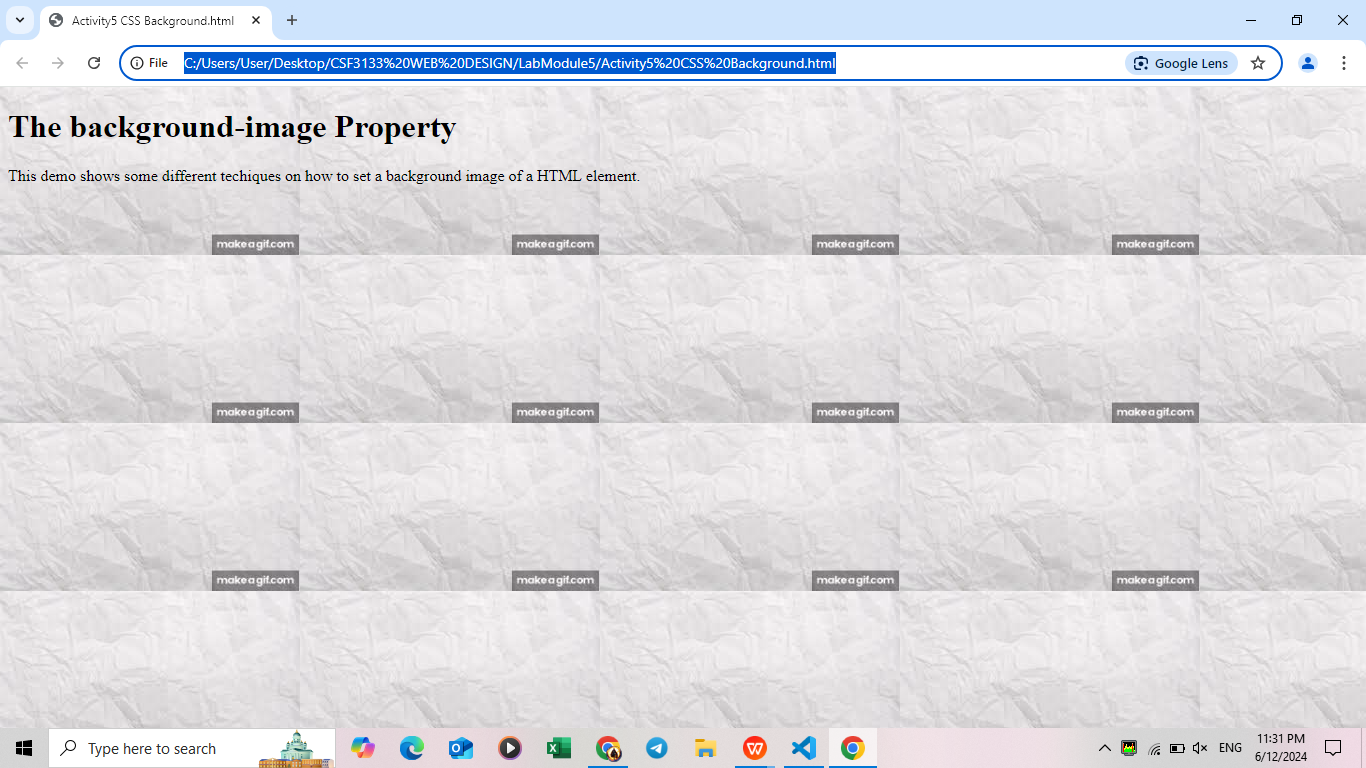 Activity5 CSS Background.html
File
C:/Users/User/Desktop/CSF3133%20WEB%20DESIGN/LabModule5/Activity5%20CSS%20Background.html
Google Lens
The background-image Property
This demo shows some different techiques on how to set a background image of a HTML element.
makeagif.com makeagif.com makeagif.com makeagif.com
makeagif.com makeagif.com makeagif.com makeagif.com
makeagif.com makeagif.com makeagif.com makeagif.com
Type here to search
ENG
11:31 PM
6/12/2024